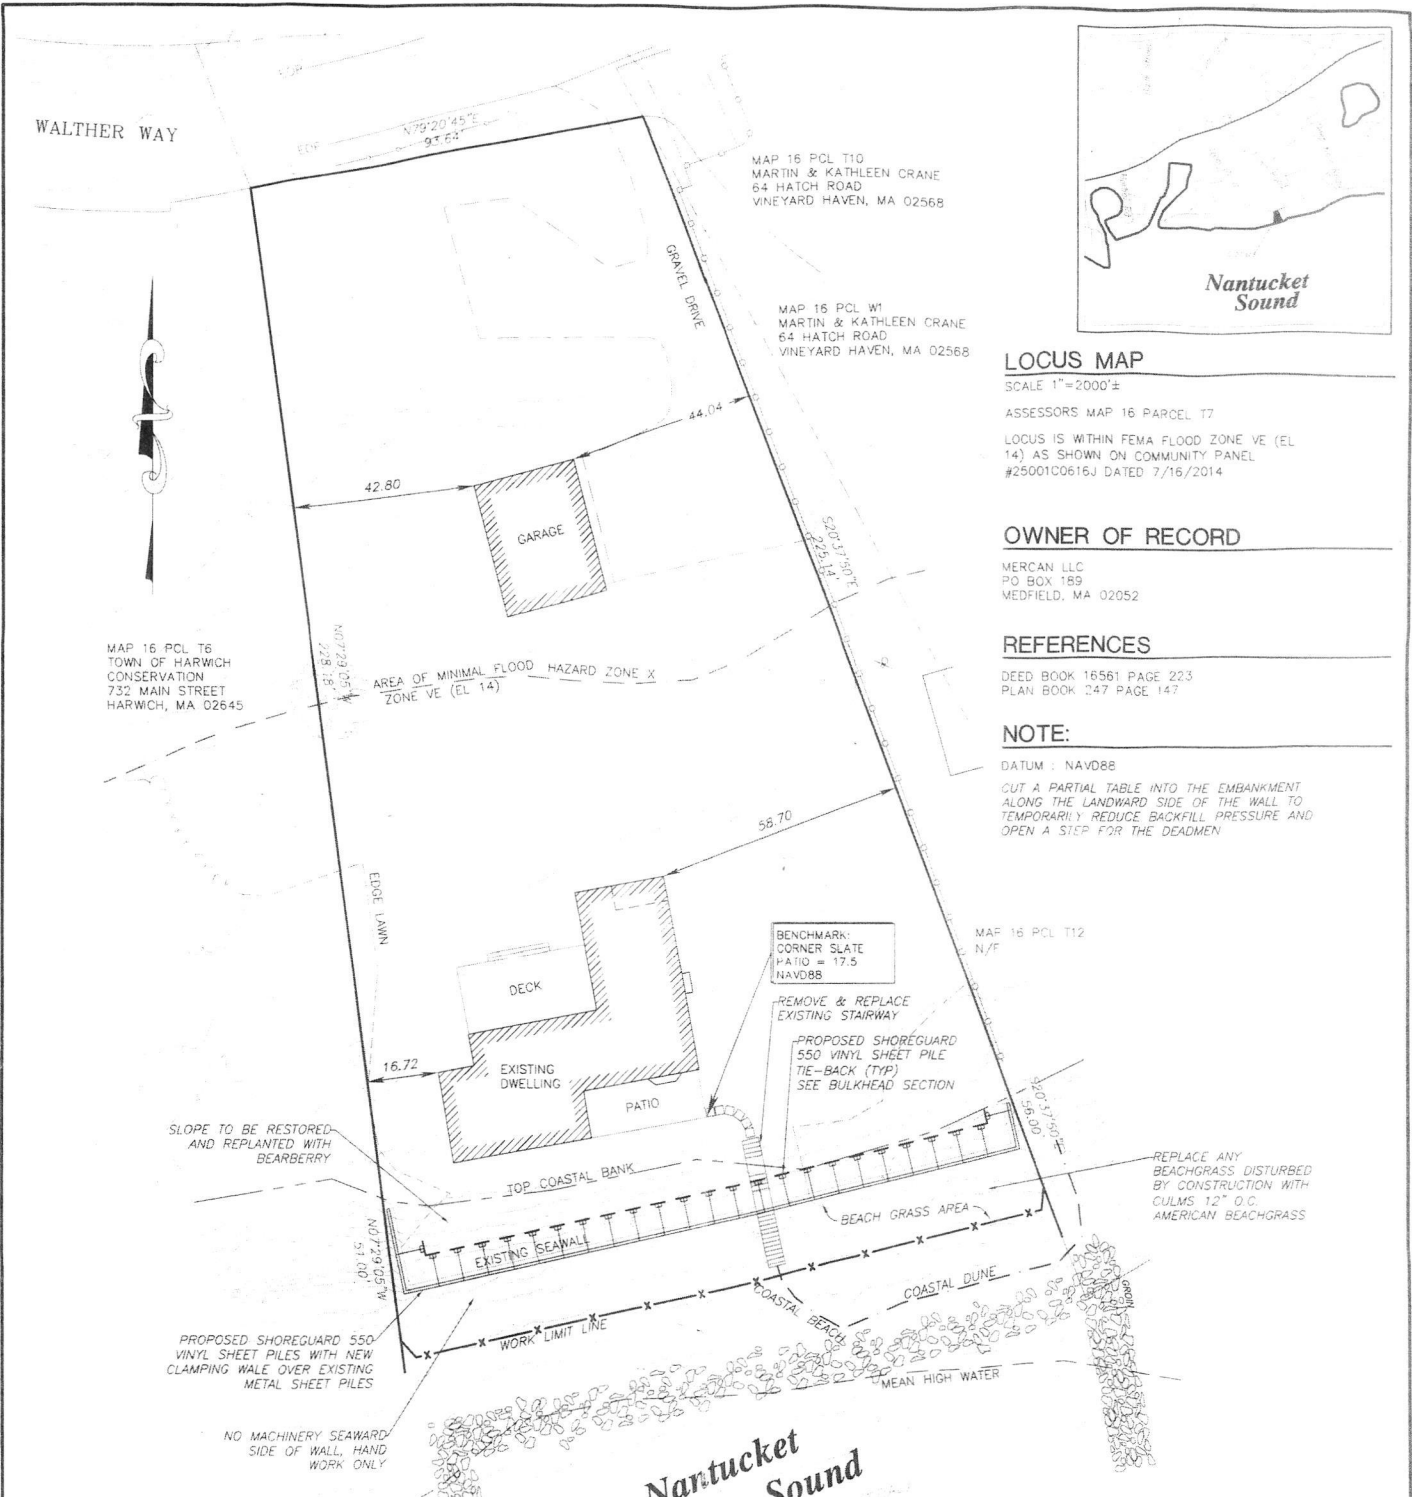 EOP
WALTHER WAY
EOP
N79°20'45"E
93.64'
MAP 16 PCL T10
MARTIN & KATHLEEN CRANE
64 HATCH ROAD
VINEYARD HAVEN, MA 02568
GRAVEL DRIVE
MAP 16 PCL W1
MARTIN & KATHLEEN CRANE
64 HATCH ROAD
VINEYARD HAVEN, MA 02568
Nantucket
Sound
LOCUS MAP
SCALE 1"=2000'±
ASSESSORS MAP 16 PARCEL T7
LOCUS IS WITHIN FEMA FLOOD ZONE VE (EL
14) AS SHOWN ON COMMUNITY PANEL
#25001C0616J DATED 7/16/2014
OWNER OF RECORD
MERCAN LLC
PO BOX 189
MEDFIELD, MA 02052
REFERENCES
DEED BOOK 16561 PAGE 223
PLAN BOOK 247 PAGE 147
NOTE:
DATUM : NAVD88
CUT A PARTIAL TABLE INTO THE EMBANKMENT
ALONG THE LANDWARD SIDE OF THE WALL TO
TEMPORARILY REDUCE BACKFILL PRESSURE AND
OPEN A STEP FOR THE DEADMEN
44.04
42.80
GARAGE
S20°37'50"E
225.14'
MAP 16 PCL T6
TOWN OF HARWICH
CONSERVATION
732 MAIN STREET
HARWICH, MA 02645
N07°29'05"W
228.18'
AREA OF MINIMAL FLOOD HAZARD ZONE X
ZONE VE (EL 14)
58.70
EDGE LAWN
BENCHMARK:
CORNER SLATE
PATIO = 17.5
NAVD88
MAP 16 PCL T12
N/F
DECK
REMOVE & REPLACE
EXISTING STAIRWAY
PROPOSED SHOREGUARD
550 VINYL SHEET PILE
TIE-BACK (TYP)
SEE BULKHEAD SECTION
16.72
EXISTING
DWELLING
PATIO
S20°37'50"E
56.00'
SLOPE TO BE RESTORED
AND REPLANTED WITH
BEARBERRY
TOP COASTAL BANK
REPLACE ANY
BEACHGRASS DISTURBED
BY CONSTRUCTION WITH
CULMS 12" O.C.
AMERICAN BEACHGRASS
BEACH GRASS AREA
N07°29'05"W
51.00'
EXISTING SEAWALL
COASTAL DUNE
COASTAL BEACH
GROIN
WORK LIMIT LINE
PROPOSED SHOREGUARD 550
VINYL SHEET PILES WITH NEW
CLAMPING WALE OVER EXISTING
METAL SHEET PILES
MEAN HIGH WATER
NO MACHINERY SEAWARD
SIDE OF WALL, HAND
WORK ONLY
Nantucket
Sound